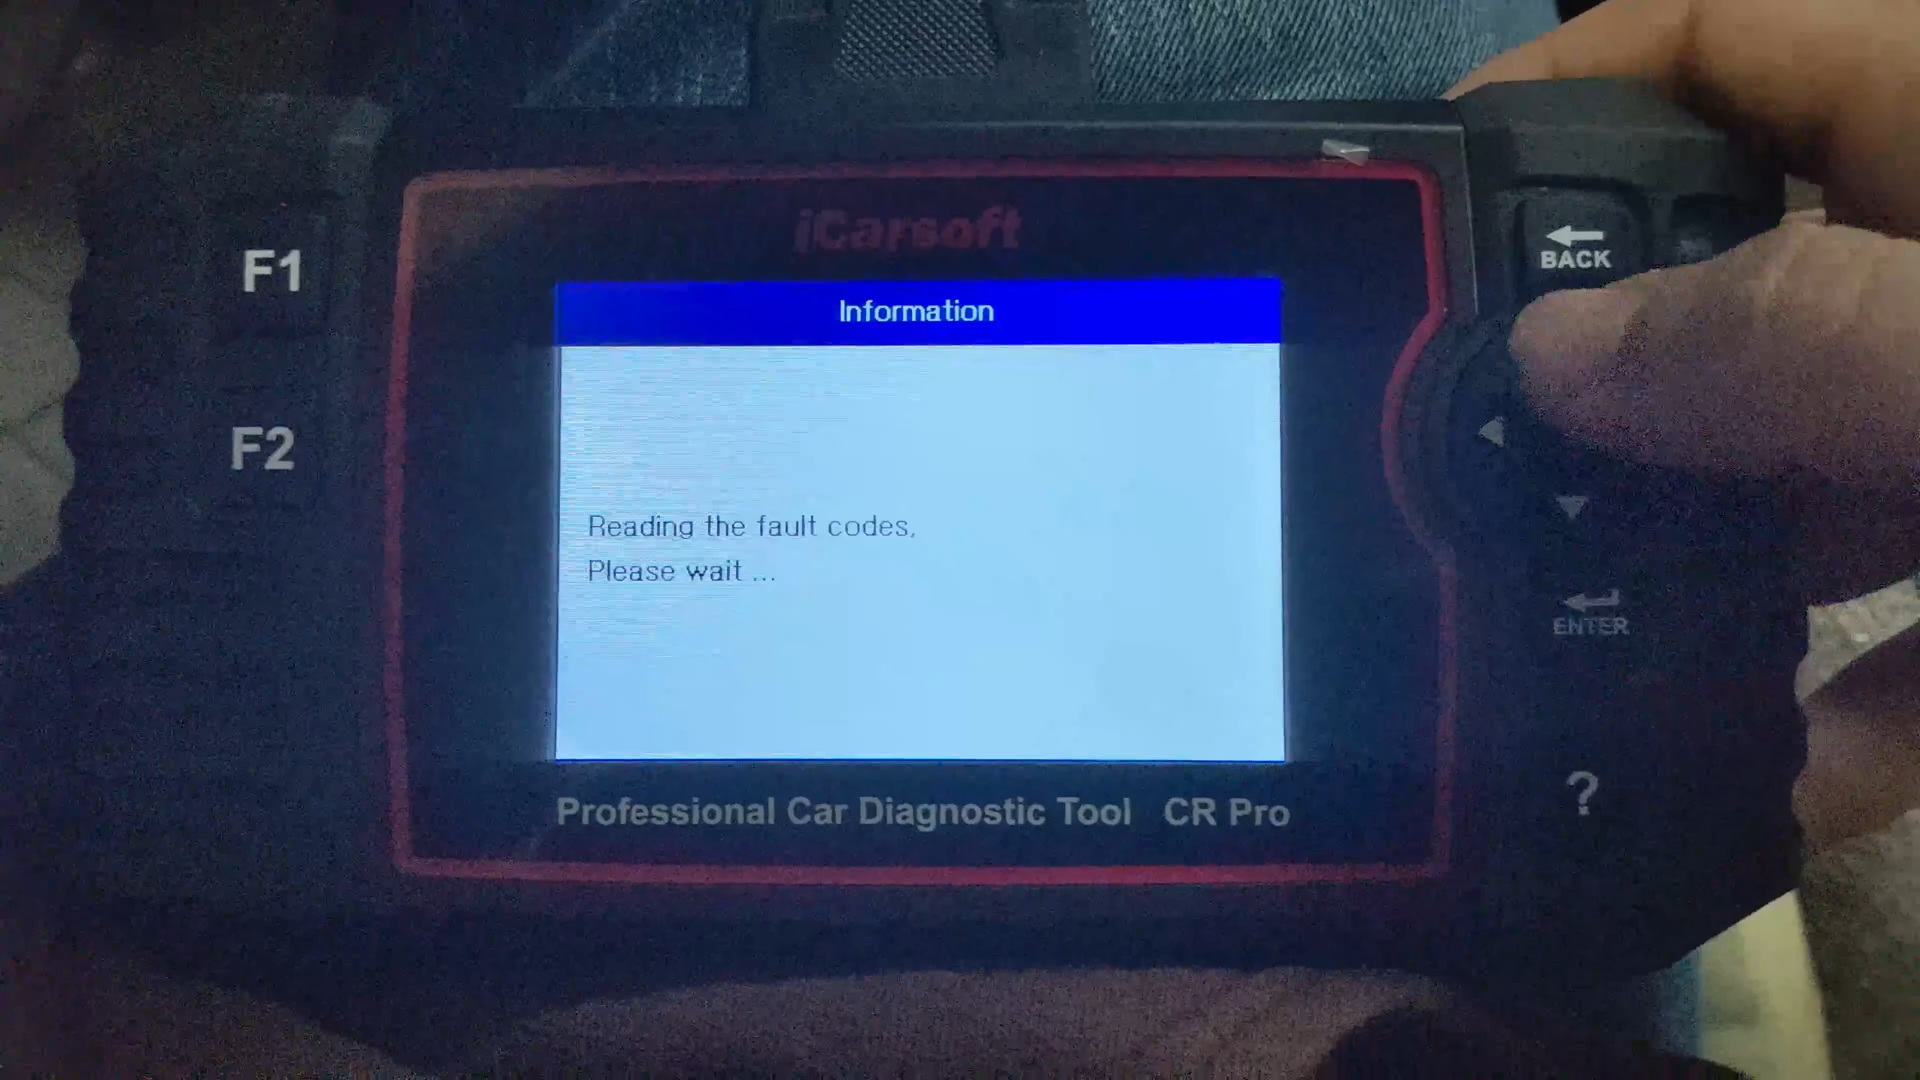 iCarsoft
F1
BACK
Information
F2
Reading the fault codes,
Please wait ...
ENTER
?
Professional Car Diagnostic Tool CR Pro